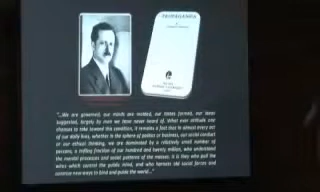 PROPAGANDA
"...We are governed, our minds are molded, our tastes formed, our ideas
suggested, largely by men we have never heard of. What ever attitude one
chooses to take toward this condition, it remains a fact that in almost every act
of our daily lives, whether in the sphere of politics or business, our social conduct
or our ethical thinking, we are dominated by a relatively small number of
persons, a trifling fraction of our hundred and twenty million, who understand
the mental processes and social patterns of the masses. It is they who pull the
wires which control the public mind, and who harness old social forces and
contrive new ways to bind and guide the world..."